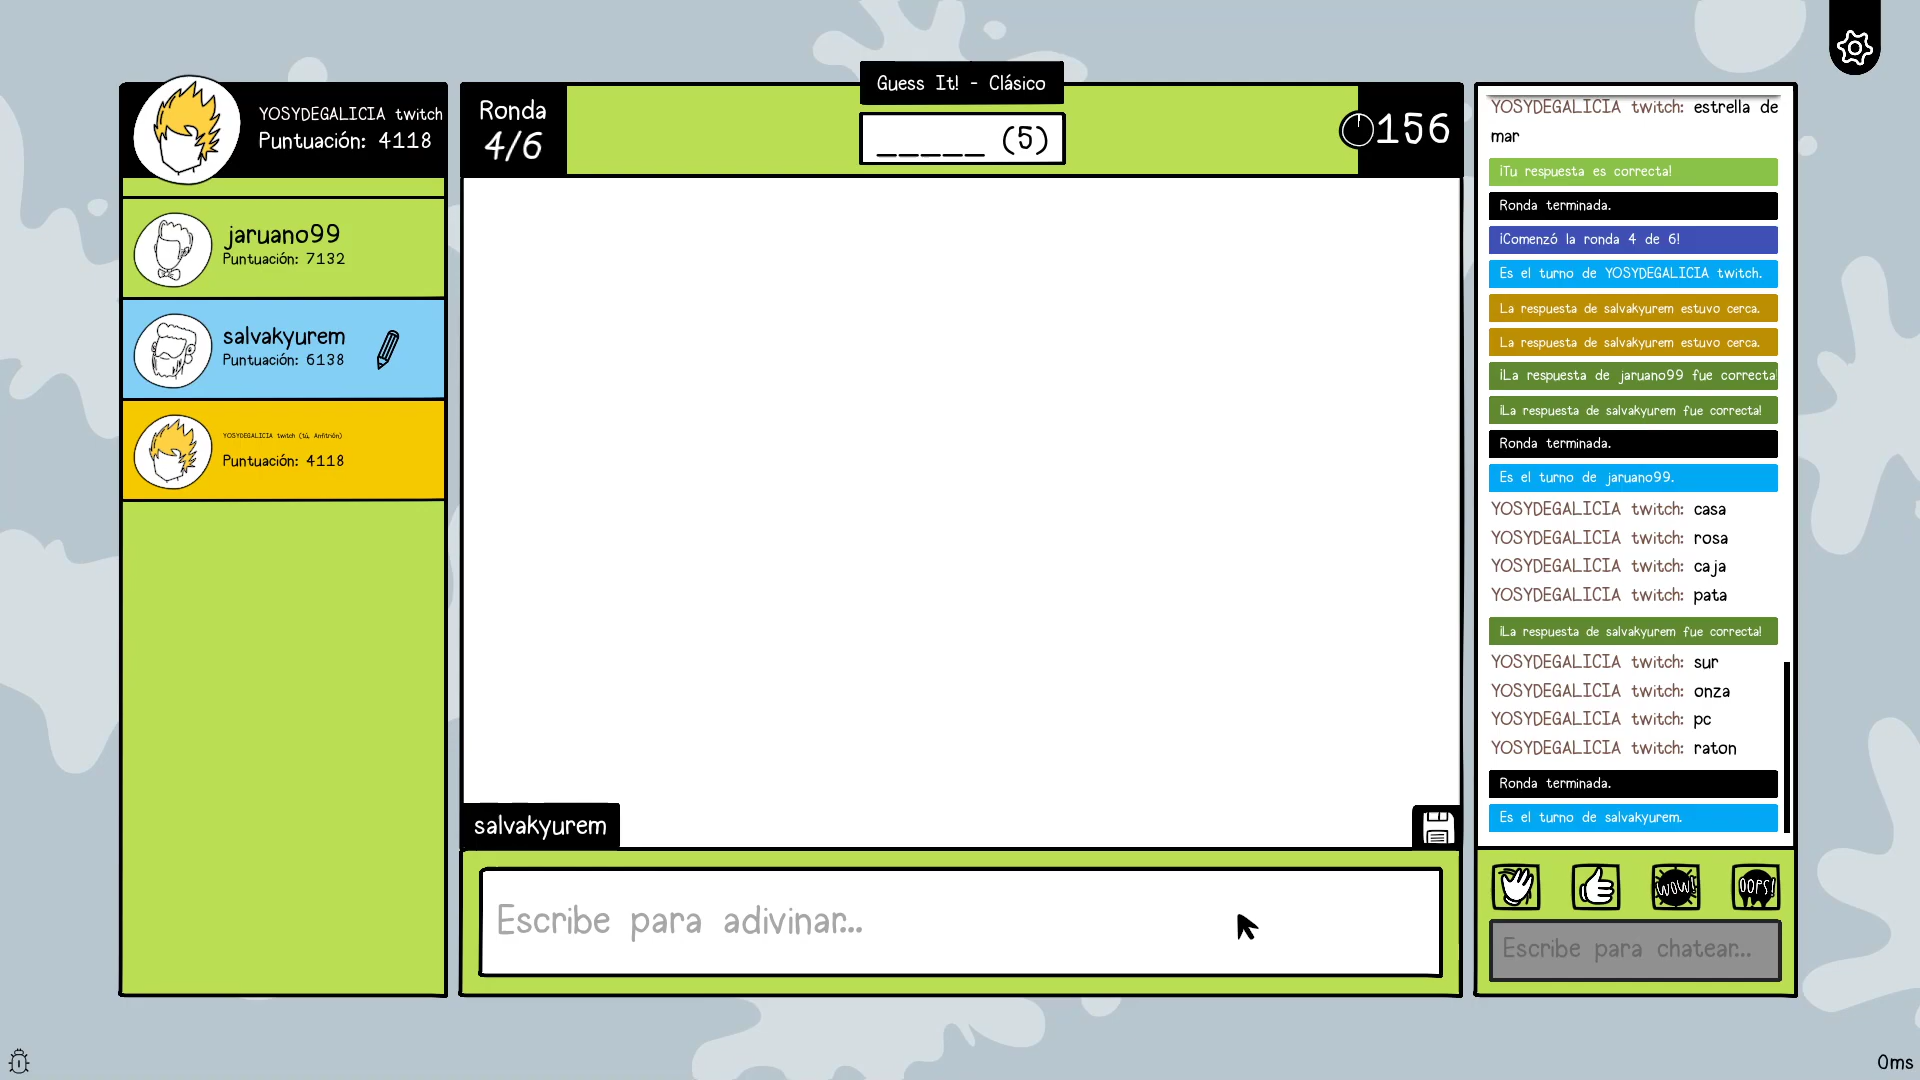 Guess It! - Clásico
YOSYDEGALICIA twitch
Puntuación: 4118
Ronda
4/6
_____ (5)
156
jaruano99
Puntuación: 7132
salvakyurem
Puntuación: 6138
YOSYDEGALICIA twitch (tú, Anfitrión)
Puntuación: 4118
salvakyurem
Escribe para adivinar...
YOSYDEGALICIA twitch: estrella de
mar
¡Tu respuesta es correcta!
Ronda terminada.
¡Comenzó la ronda 4 de 6!
Es el turno de YOSYDEGALICIA twitch.
La respuesta de salvakyurem estuvo cerca.
La respuesta de salvakyurem estuvo cerca.
¡La respuesta de jaruano99 fue correcta!
¡La respuesta de salvakyurem fue correcta!
Ronda terminada.
Es el turno de jaruano99.
YOSYDEGALICIA twitch: casa
YOSYDEGALICIA twitch: rosa
YOSYDEGALICIA twitch: caja
YOSYDEGALICIA twitch: pata
¡La respuesta de salvakyurem fue correcta!
YOSYDEGALICIA twitch: sur
YOSYDEGALICIA twitch: onza
YOSYDEGALICIA twitch: pc
YOSYDEGALICIA twitch: raton
Ronda terminada.
Es el turno de salvakyurem.
WOW! OOPS!
Escribe para chatear...
0ms